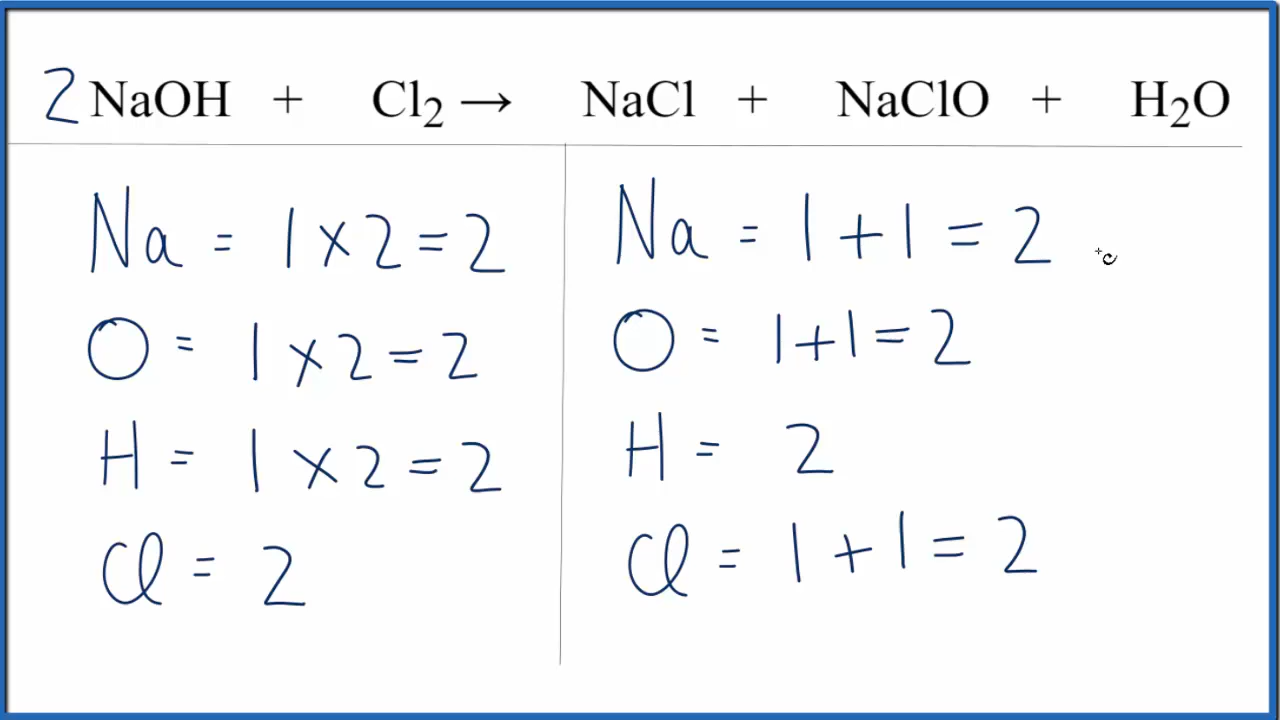 2 NaOH + Cl₂ → NaCl + NaClO + H₂O
Na = 1 × 2 = 2
O = 1 × 2 = 2
H = 1 × 2 = 2
Cl = 2
Na = 1 + 1 = 2
O = 1 + 1 = 2
H = 2
Cl = 1 + 1 = 2